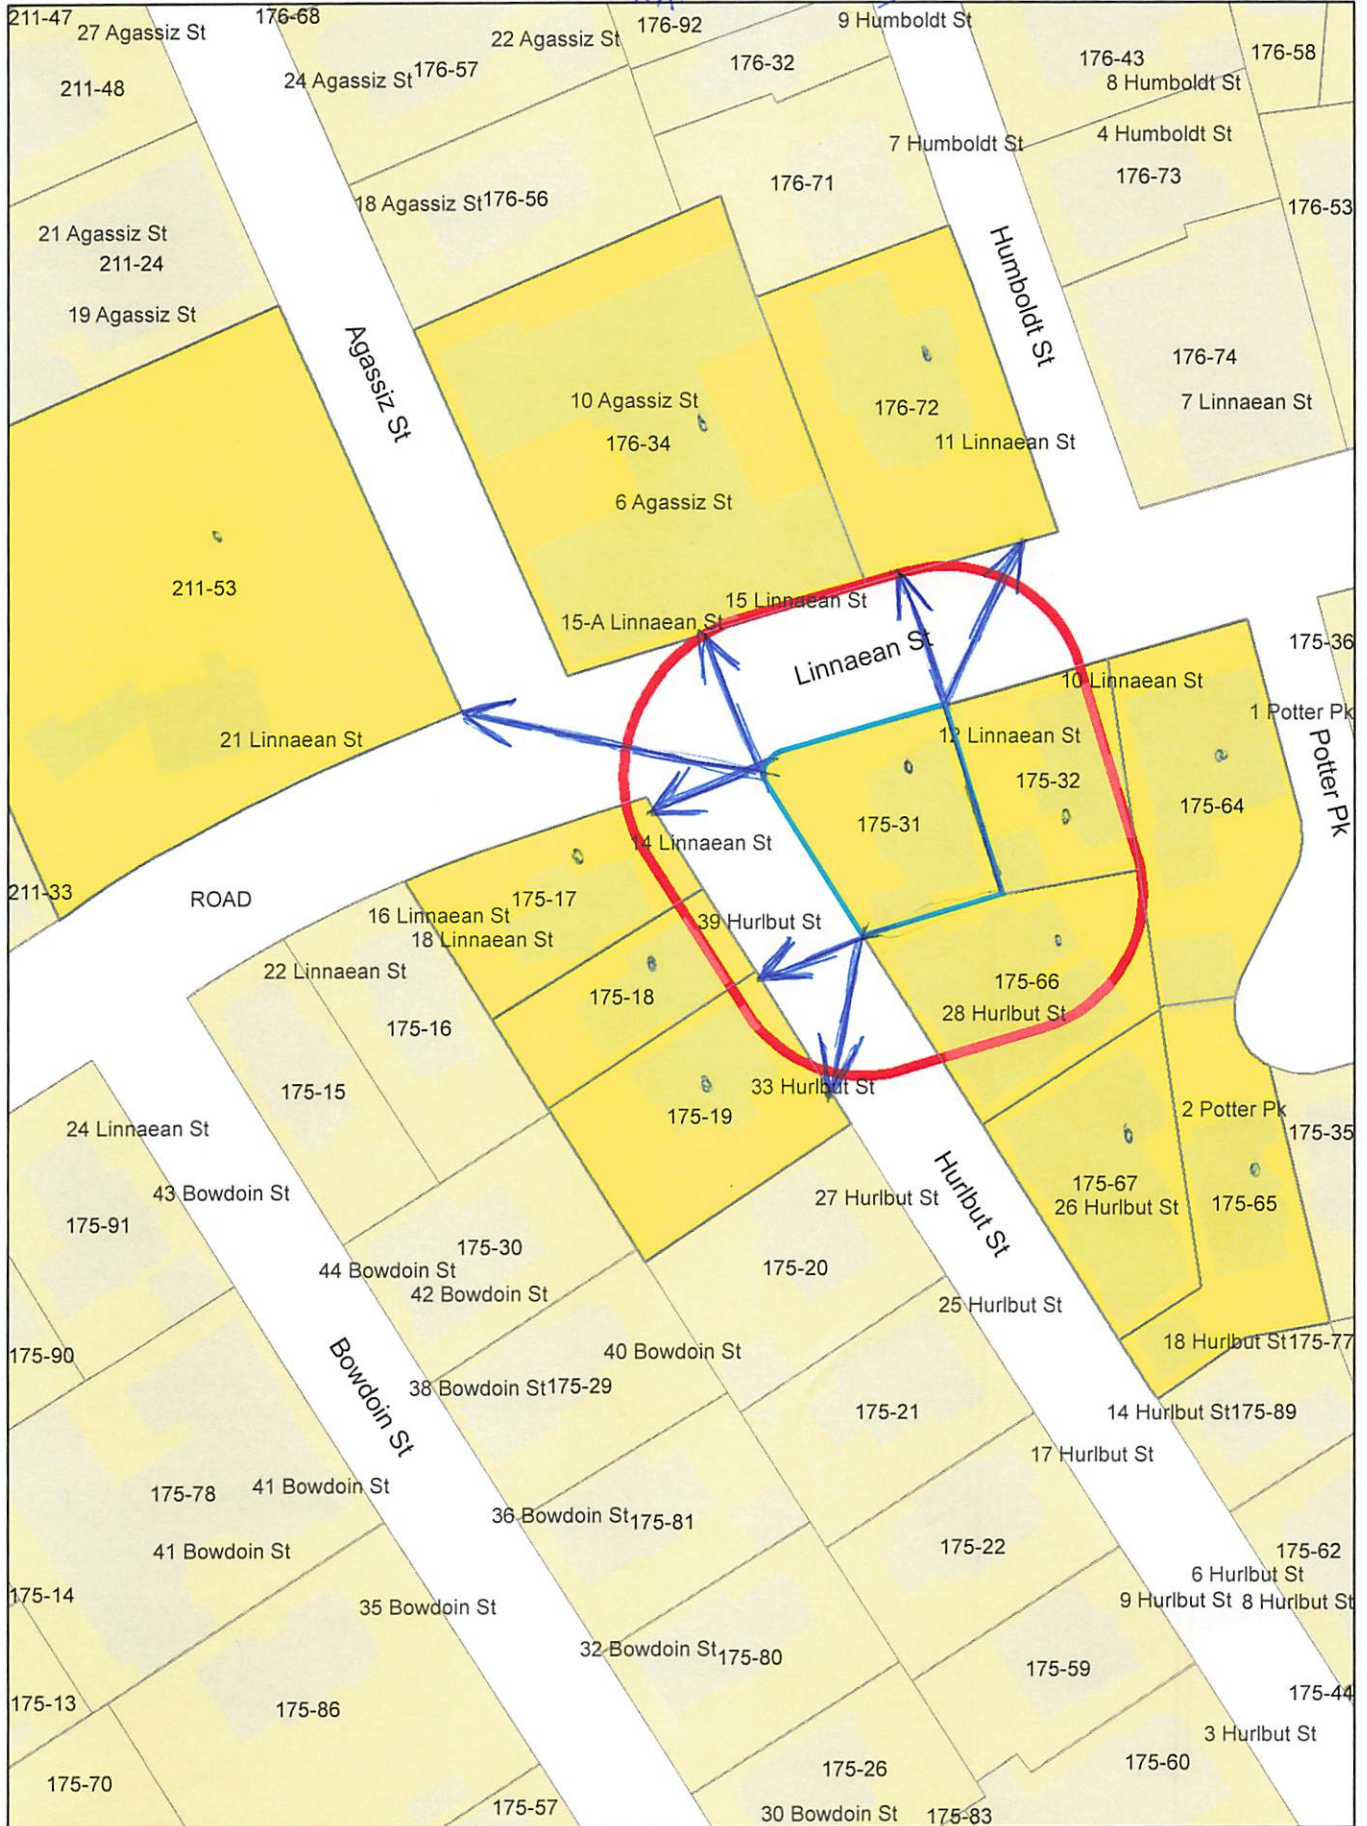 211-47
176-68
27 Agassiz St
22 Agassiz St
176-92
9 Humboldt St
176-43
176-58
24 Agassiz St
176-57
176-32
8 Humboldt St
211-48
7 Humboldt St
4 Humboldt St
176-71
176-73
18 Agassiz St
176-56
176-53
21 Agassiz St
211-24
Humboldt St
19 Agassiz St
Agassiz St
176-74
10 Agassiz St
176-72
7 Linnaean St
176-34
11 Linnaean St
6 Agassiz St
211-53
15 Linnaean St
15-A Linnaean St
Linnaean St
175-36
10 Linnaean St
1 Potter Pk
21 Linnaean St
12 Linnaean St
Potter Pk
175-32
175-64
175-31
14 Linnaean St
211-33
ROAD
175-17
16 Linnaean St
39 Hurlbut St
18 Linnaean St
22 Linnaean St
175-66
175-18
28 Hurlbut St
175-16
175-15
33 Hurlbut St
175-19
2 Potter Pk
24 Linnaean St
175-35
43 Bowdoin St
175-67
27 Hurlbut St
Hurlbut St
26 Hurlbut St
175-65
175-91
175-30
44 Bowdoin St
175-20
42 Bowdoin St
25 Hurlbut St
18 Hurlbut St
175-77
175-90
40 Bowdoin St
Bowdoin St
38 Bowdoin St
175-29
175-21
14 Hurlbut St
175-89
17 Hurlbut St
41 Bowdoin St
175-78
36 Bowdoin St
175-81
175-22
41 Bowdoin St
175-62
6 Hurlbut St
175-14
35 Bowdoin St
9 Hurlbut St
8 Hurlbut St
32 Bowdoin St
175-80
175-59
175-44
175-13
175-86
3 Hurlbut St
175-60
175-26
175-70
175-57
30 Bowdoin St
175-83